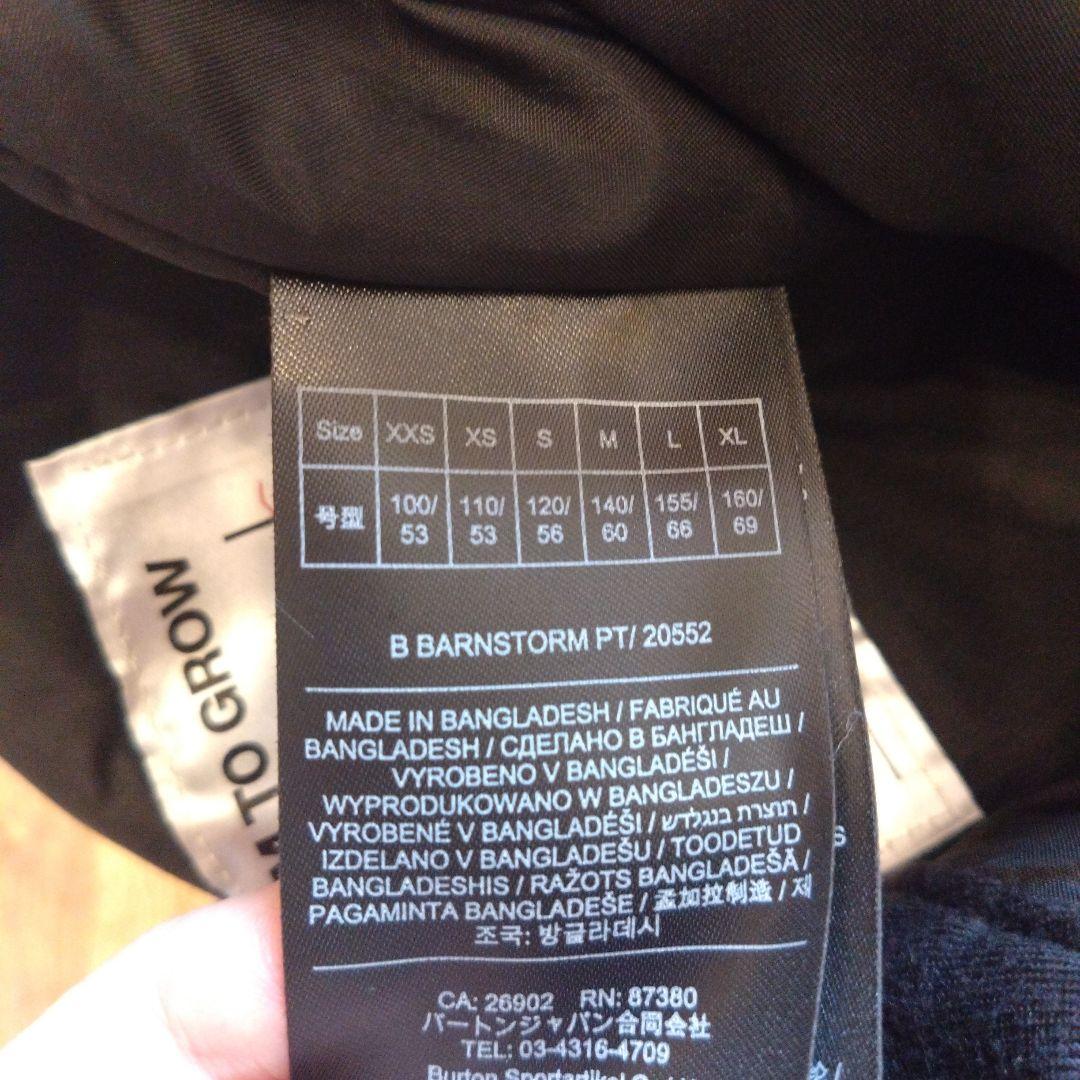 Size XXS XS S M L XL
号型 100/53 110/53 120/56 140/60 155/66 160/69
B BARNSTORM PT/ 20552
MADE IN BANGLADESH / FABRIQUÉ AU
BANGLADESH / СДЕЛАНО В БАНГЛАДЕШ /
VYROBENO V BANGLADÉŠI /
WYPRODUKOWANO W BANGLADESZU /
VYROBENÉ V BANGLADÉŠI / תוצרת בנגלדש /
IZDELANO V BANGLADEŠU / TOODETUD
BANGLADESHIS / RAŽOTS BANGLADEŠĀ /
PAGAMINTA BANGLADEŠE / 孟加拉制造 / 제
조국: 방글라데시
CA: 26902 RN: 87380
バートンジャパン合同会社
TEL: 03-4316-4709
Burton Sportartikel
TO GROW
S